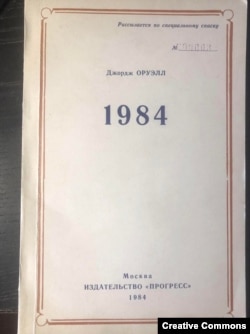 Рассылается по специальному списку
№
Джордж ОРУЭЛЛ
1984
Москва
ИЗДАТЕЛЬСТВО «ПРОГРЕСС»
1984
Creative Commons